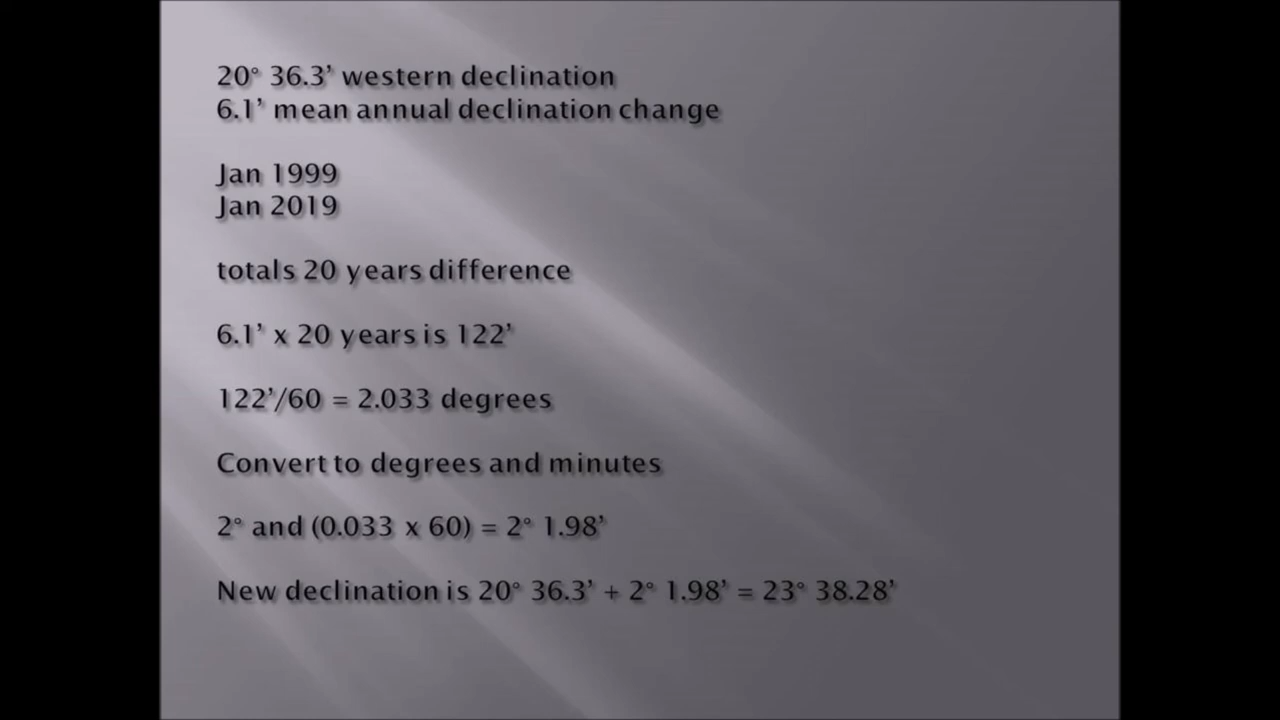 20° 36.3’ western declination
6.1’ mean annual declination change
Jan 1999
Jan 2019
totals 20 years difference
6.1’ x 20 years is 122’
122’/60 = 2.033 degrees
Convert to degrees and minutes
2° and (0.033 x 60) = 2° 1.98’
New declination is 20° 36.3’ + 2° 1.98’ = 23° 38.28’